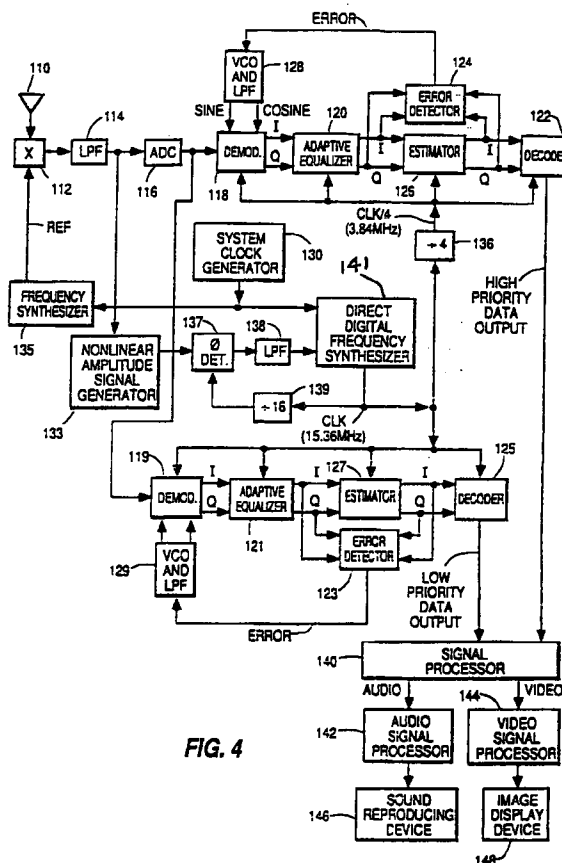 ERROR
110
VCO
AND
LPF
128
124
SINE
COSINE
ERROR
DETECTOR
122
114
120
X
LPF
ADC
DEMOD.
I
Q
ADAPTIVE
EQUALIZER
I
Q
ESTIMATOR
I
Q
DECODER
112
116
118
126
REF
CLK/4
(3.84MHz)
SYSTEM
CLOCK
GENERATOR
130
÷ 4
136
141
HIGH
PRIORITY
DATA
OUTPUT
FREQUENCY
SYNTHESIZER
135
137
138
Ø
DET.
LPF
DIRECT
DIGITAL
FREQUENCY
SYNTHESIZER
NONLINEAR
AMPLITUDE
SIGNAL
GENERATOR
133
139
÷ 16
CLK
(15.36MHz)
119
127
125
DEMOD.
I
Q
ADAPTIVE
EQUALIZER
I
Q
ESTIMATOR
I
Q
DECODER
121
VCO
AND
LPF
129
ERROR
DETECTOR
123
LOW
PRIORITY
DATA
OUTPUT
ERROR
140
SIGNAL
PROCESSOR
AUDIO
VIDEO
144
142
AUDIO
SIGNAL
PROCESSOR
VIDEO
SIGNAL
PROCESSOR
FIG. 4
146
SOUND
REPRODUCING
DEVICE
IMAGE
DISPLAY
DEVICE
148